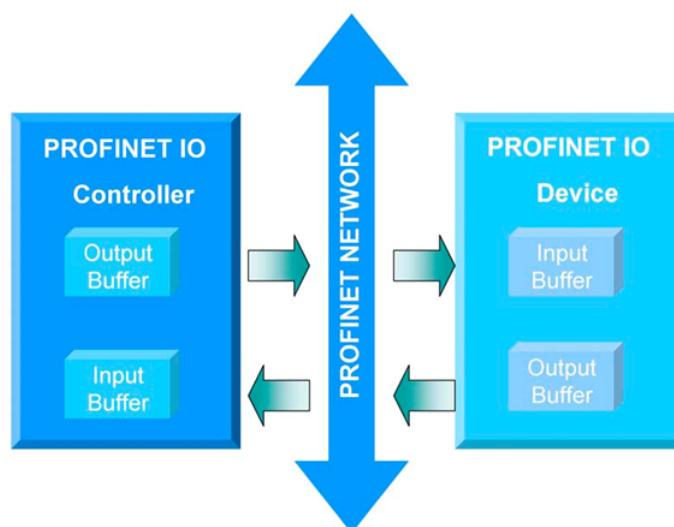 PROFINET IO
Controller
Output
Buffer
Input
Buffer
PROFINET NETWORK
PROFINET IO
Device
Input
Buffer
Output
Buffer